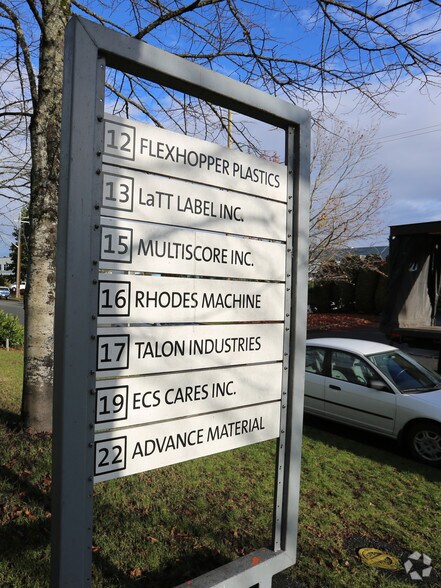 12 FLEXHOPPER PLASTICS
13 LaTT LABEL INC.
15 MULTISCORE INC.
16 RHODES MACHINE
17 TALON INDUSTRIES
19 ECS CARES INC.
22 ADVANCE MATERIAL